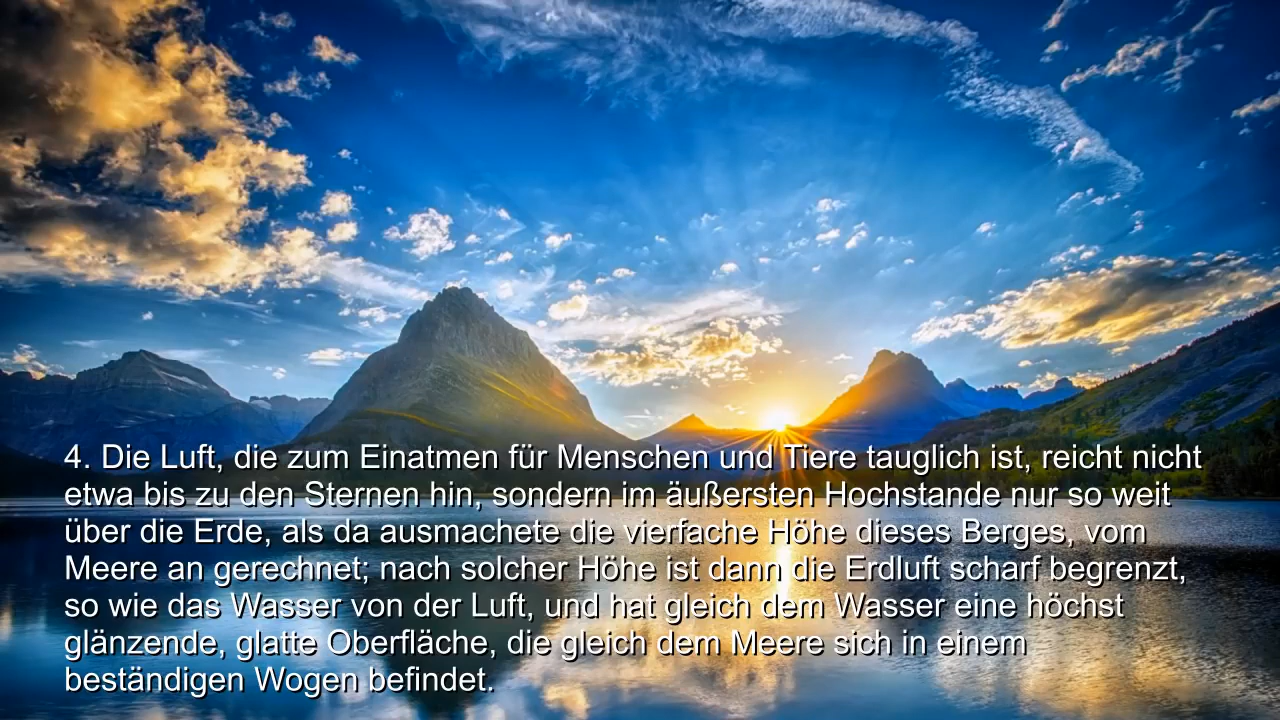 4. Die Luft, die zum Einatmen für Menschen und Tiere tauglich ist, reicht nicht
etwa bis zu den Sternen hin, sondern im äußersten Hochstande nur so weit
über die Erde, als da ausmachete die vierfache Höhe dieses Berges, vom
Meere an gerechnet; nach solcher Höhe ist dann die Erdluft scharf begrenzt,
so wie das Wasser von der Luft, und hat gleich dem Wasser eine höchst
glänzende, glatte Oberfläche, die gleich dem Meere sich in einem
beständigen Wogen befindet.